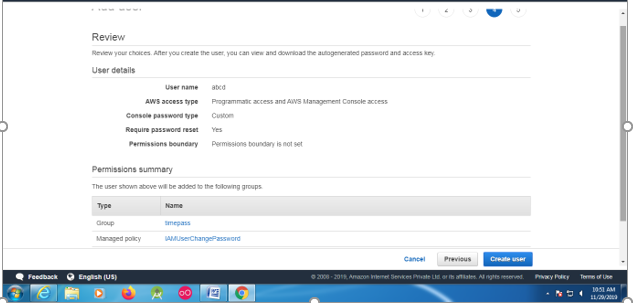 1 2 3 4 5
Review
Review your choices. After you create the user, you can view and download the autogenerated password and access key.
User details
User name abcd
AWS access type Programmatic access and AWS Management Console access
Console password type Custom
Require password reset Yes
Permissions boundary Permissions boundary is not set
Permissions summary
The user shown above will be added to the following groups.
Type Name
Group timepass
Managed policy IAMUserChangePassword
Cancel Previous Create user
Feedback English (US) © 2008 - 2019, Amazon Internet Services Private Ltd. or its affiliates. All rights reserved. Privacy Policy Terms of Use
10:51 AM
11/29/2019